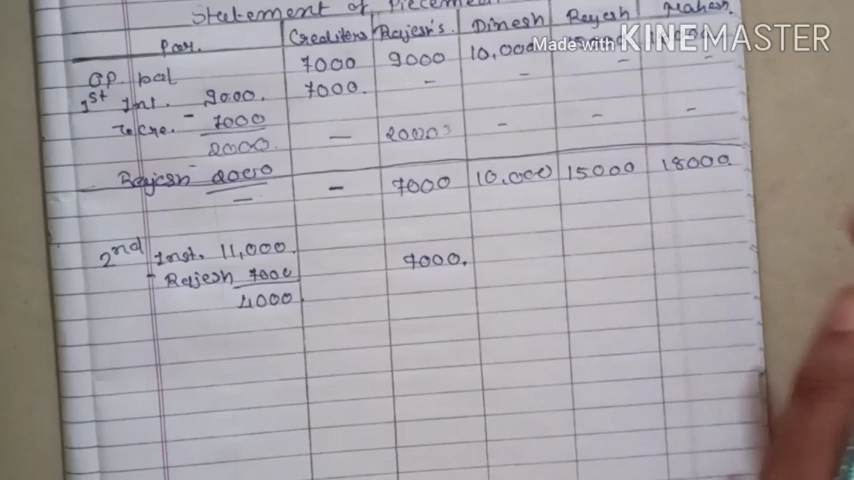 Statement of Piecemeal
Par. Creditors Rajesh's. Dinesh Rajesh Mahesh.
Made with KINEMASTER
OP bal 7000 9000 10,000
1st Inst. 9000. 7000. - - - -
To Cre. - 7000
2000 - 2000 - - -
Rajesh 2000
- - 7000 10,000 15000 18000
2nd Inst. 11,000. 7000.
- Rajesh 7000
4000